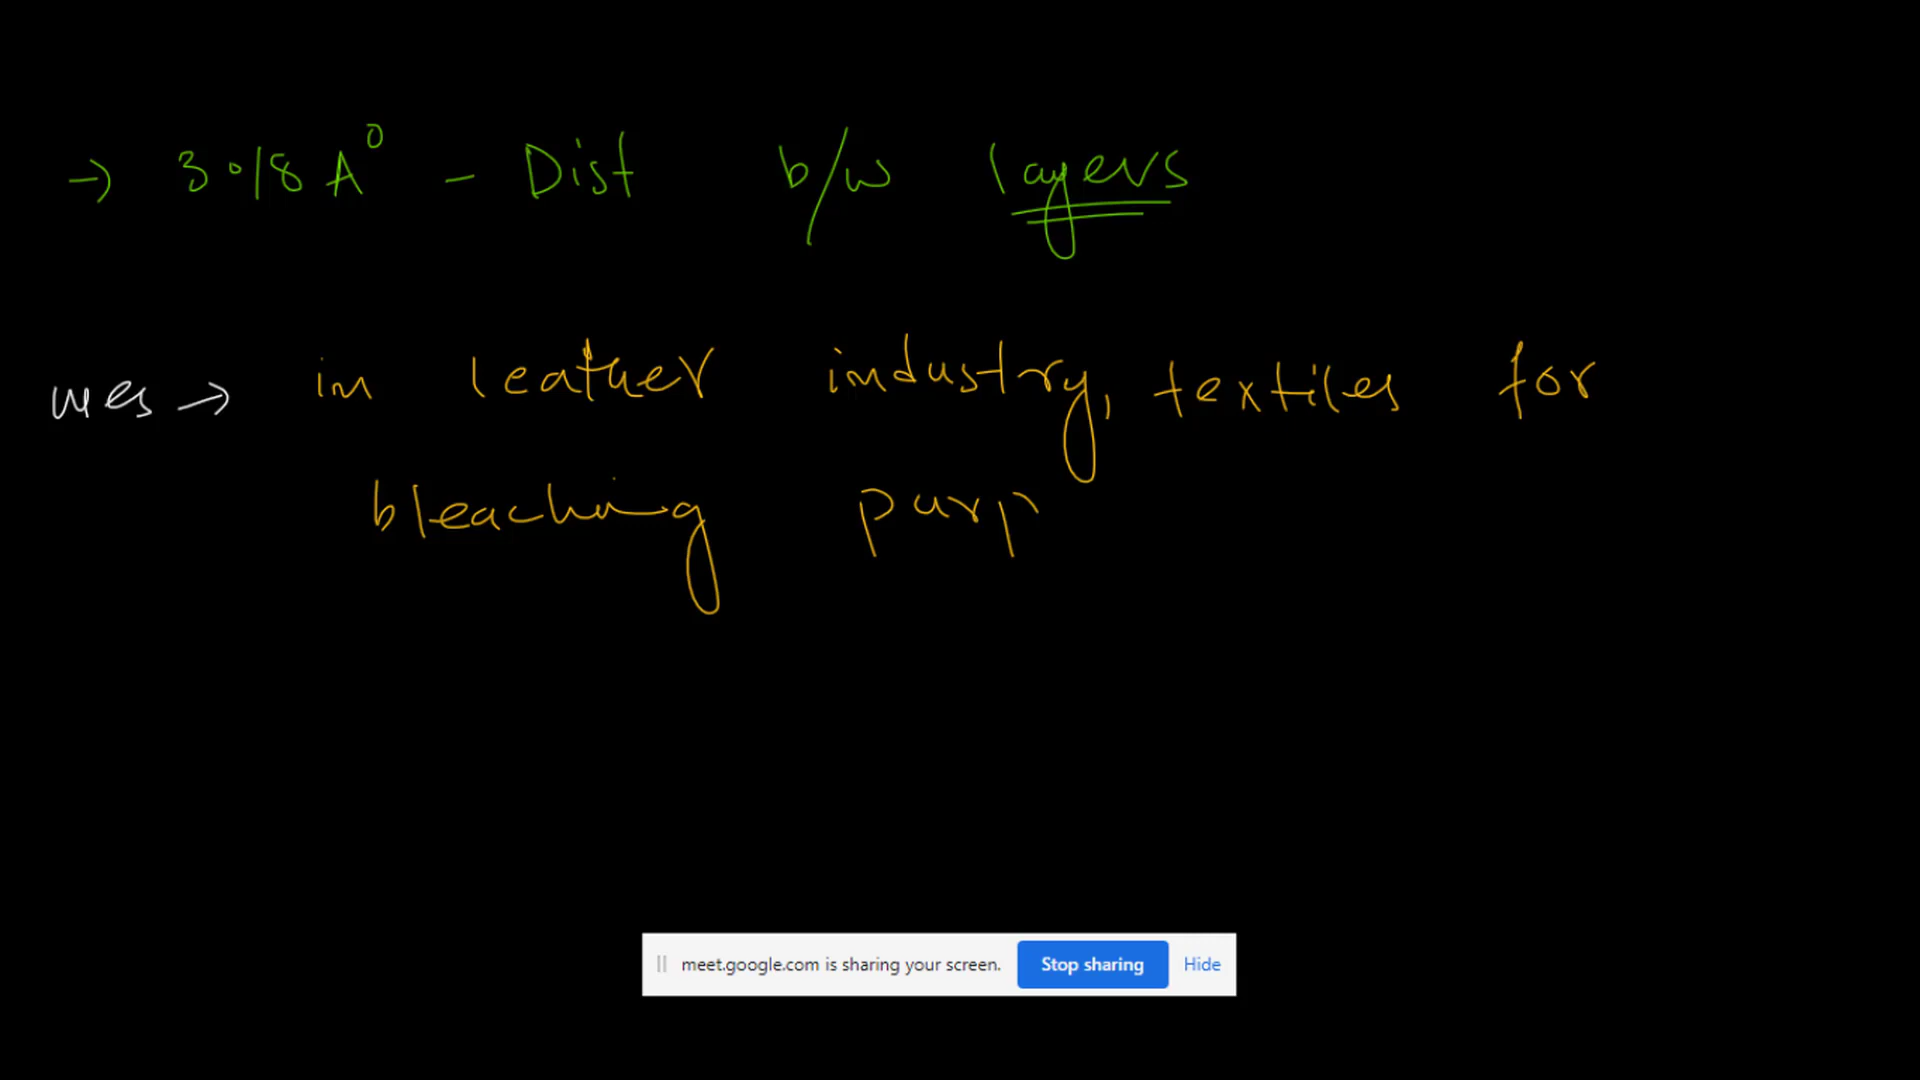 → 3.18 A° - Dist b/w layers
uses → in leather industry, textiles for
bleaching purp
meet.google.com is sharing your screen. Stop sharing Hide